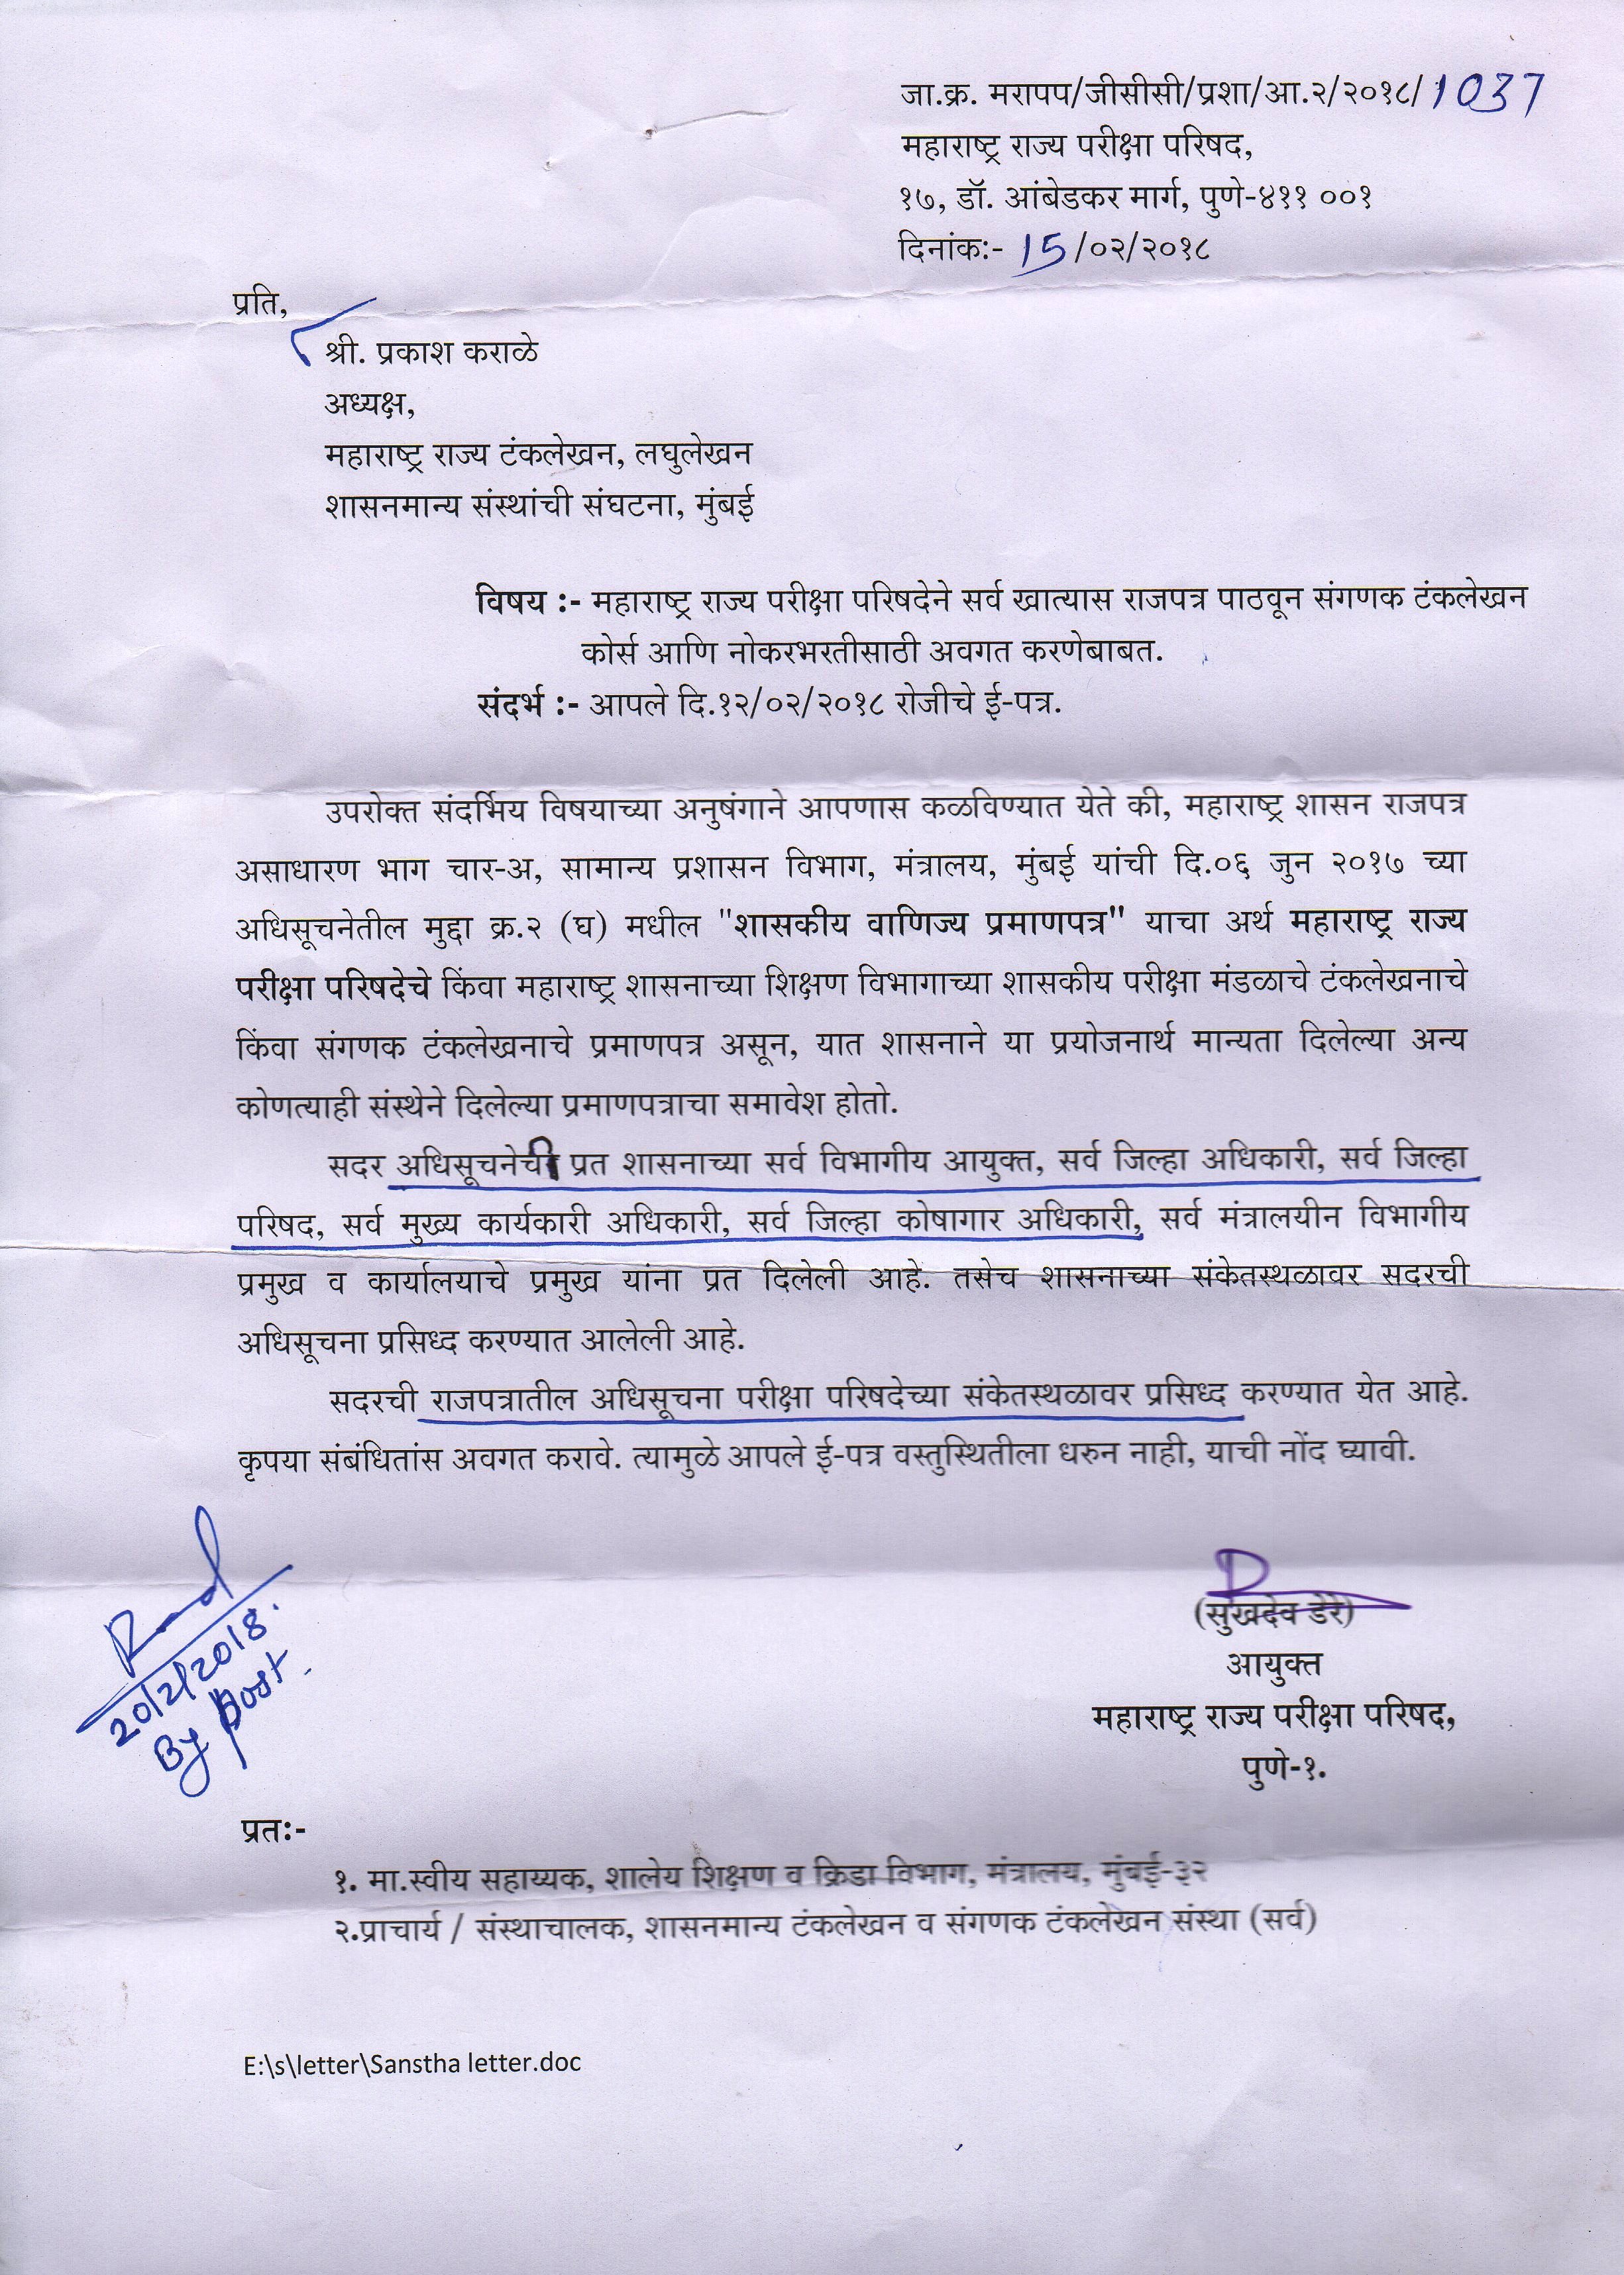 जा.क्र. मरापप/जीसीसी/प्रशा/आ.२/२०१८/1037
महाराष्ट्र राज्य परीक्षा परिषद,
१७, डॉ. आंबेडकर मार्ग, पुणे-४११ ००१
दिनांक:- 15/०२/२०१८
प्रति,
श्री. प्रकाश कराळे
अध्यक्ष,
महाराष्ट्र राज्य टंकलेखन, लघुलेखन
शासनमान्य संस्थांची संघटना, मुंबई
विषय :- महाराष्ट्र राज्य परीक्षा परिषदेने सर्व खात्यास राजपत्र पाठवून संगणक टंकलेखन
कोर्स आणि नोकरभरतीसाठी अवगत करणेबाबत.
संदर्भ :- आपले दि.१२/०२/२०१८ रोजीचे ई-पत्र.
उपरोक्त संदर्भिय विषयाच्या अनुषंगाने आपणास कळविण्यात येते की, महाराष्ट्र शासन राजपत्र
असाधारण भाग चार-अ, सामान्य प्रशासन विभाग, मंत्रालय, मुंबई यांची दि.०६ जुन २०१७ च्या
अधिसूचनेतील मुद्दा क्र.२ (घ) मधील "शासकीय वाणिज्य प्रमाणपत्र" याचा अर्थ महाराष्ट्र राज्य
परीक्षा परिषदेचे किंवा महाराष्ट्र शासनाच्या शिक्षण विभागाच्या शासकीय परीक्षा मंडळाचे टंकलेखनाचे
किंवा संगणक टंकलेखनाचे प्रमाणपत्र असून, यात शासनाने या प्रयोजनार्थ मान्यता दिलेल्या अन्य
कोणत्याही संस्थेने दिलेल्या प्रमाणपत्राचा समावेश होतो.
सदर अधिसूचनेची प्रत शासनाच्या सर्व विभागीय आयुक्त, सर्व जिल्हा अधिकारी, सर्व जिल्हा
परिषद, सर्व मुख्य कार्यकारी अधिकारी, सर्व जिल्हा कोषागार अधिकारी, सर्व मंत्रालयीन विभागीय
प्रमुख व कार्यालयाचे प्रमुख यांना प्रत दिलेली आहे. तसेच शासनाच्या संकेतस्थळावर सदरची
अधिसूचना प्रसिध्द करण्यात आलेली आहे.
सदरची राजपत्रातील अधिसूचना परीक्षा परिषदेच्या संकेतस्थळावर प्रसिध्द करण्यात येत आहे.
कृपया संबंधितांस अवगत करावे. त्यामुळे आपले ई-पत्र वस्तुस्थितीला धरुन नाही, याची नोंद घ्यावी.
20/2/2018.
By post.
(सुखदेव डेरे)
आयुक्त
महाराष्ट्र राज्य परीक्षा परिषद,
पुणे-१.
प्रत:-
१. मा.स्वीय सहाय्यक, शालेय शिक्षण व क्रिडा विभाग, मंत्रालय, मुंबई-३२
२.प्राचार्य / संस्थाचालक, शासनमान्य टंकलेखन व संगणक टंकलेखन संस्था (सर्व)
E:\s\letter\Sanstha letter.doc